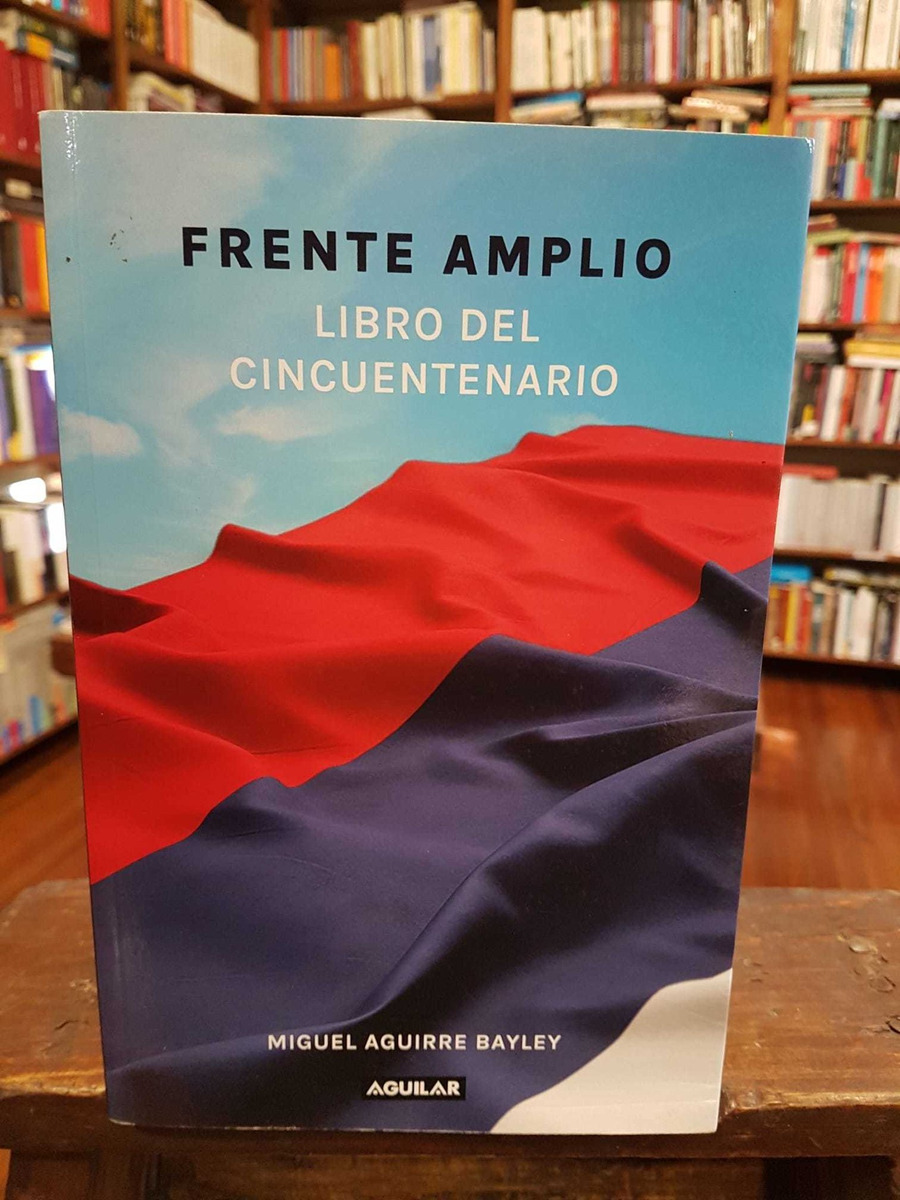 FRENTE AMPLIO
LIBRO DEL
CINCUENTENARIO
MIGUEL AGUIRRE BAYLEY
AGUILAR